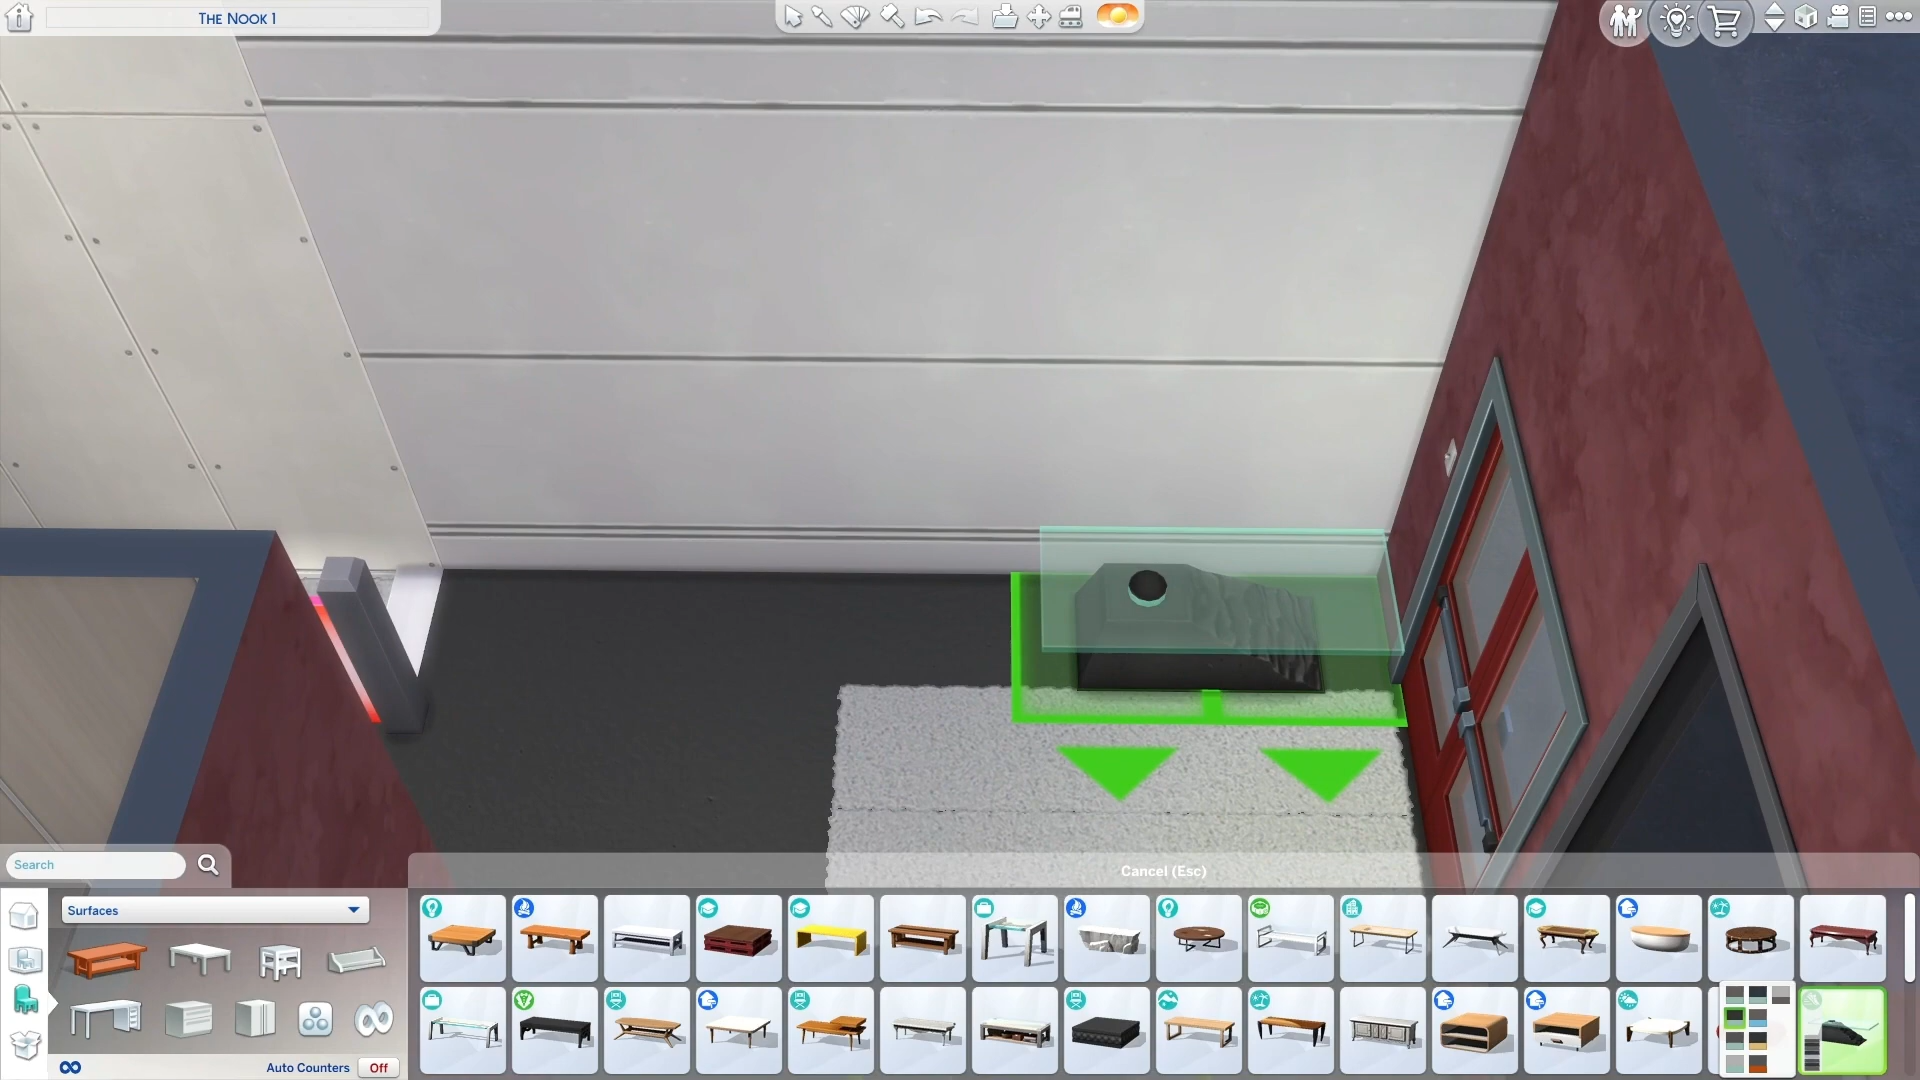 The Nook 1
Cancel (Esc)
Search
Surfaces
Auto Counters
Off